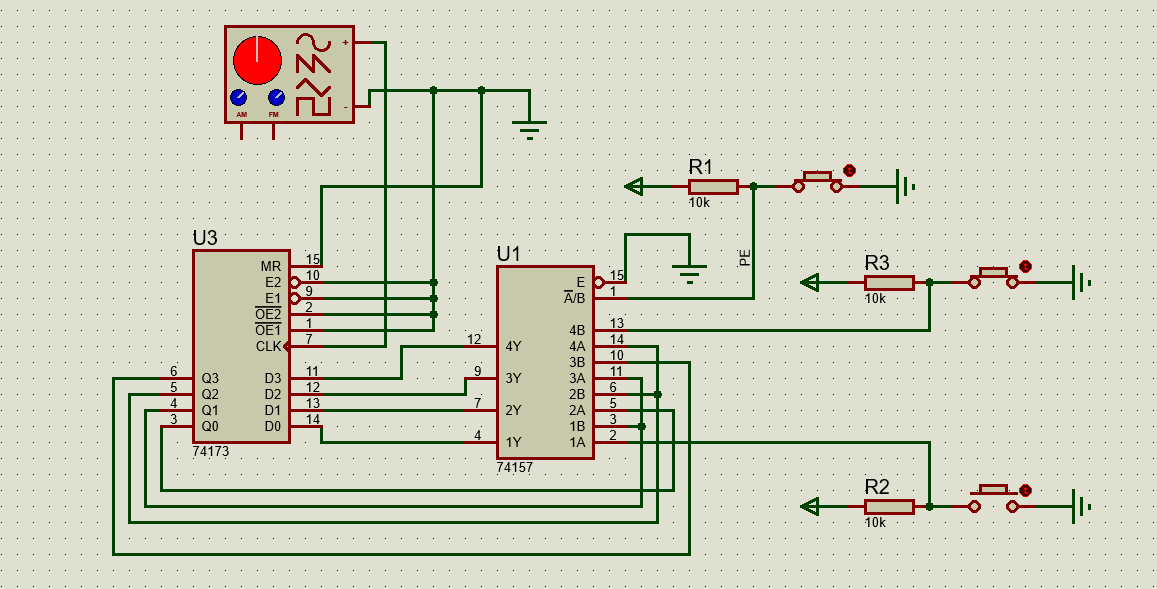 +
-
AM FM
R1
10k
PE
R3
10k
R2
10k
U3
MR 15
E2 10
E1 9
OE2 2
OE1 1
CLK 7
6 Q3 D3 11
5 Q2 D2 12
4 Q1 D1 13
3 Q0 D0 14
74173
U1
E 15
A/B 1
4B 13
12 4Y 4A 14
3B 10
9 3Y 3A 11
2B 6
7 2Y 2A 5
1B 3
4 1Y 1A 2
74157